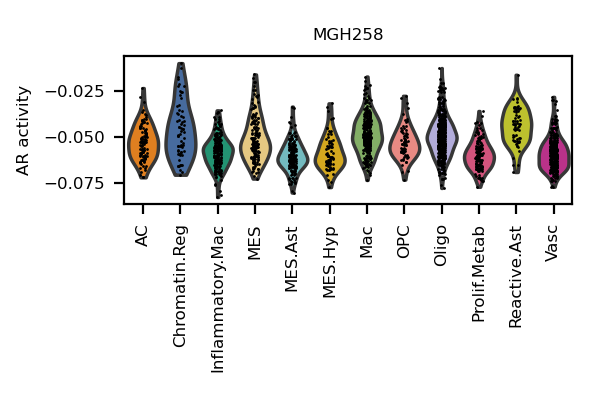 MGH258
AR activity
−0.025
−0.050
−0.075
AC
Chromatin.Reg
Inflammatory.Mac
MES
MES.Ast
MES.Hyp
Mac
OPC
Oligo
Prolif.Metab
Reactive.Ast
Vasc